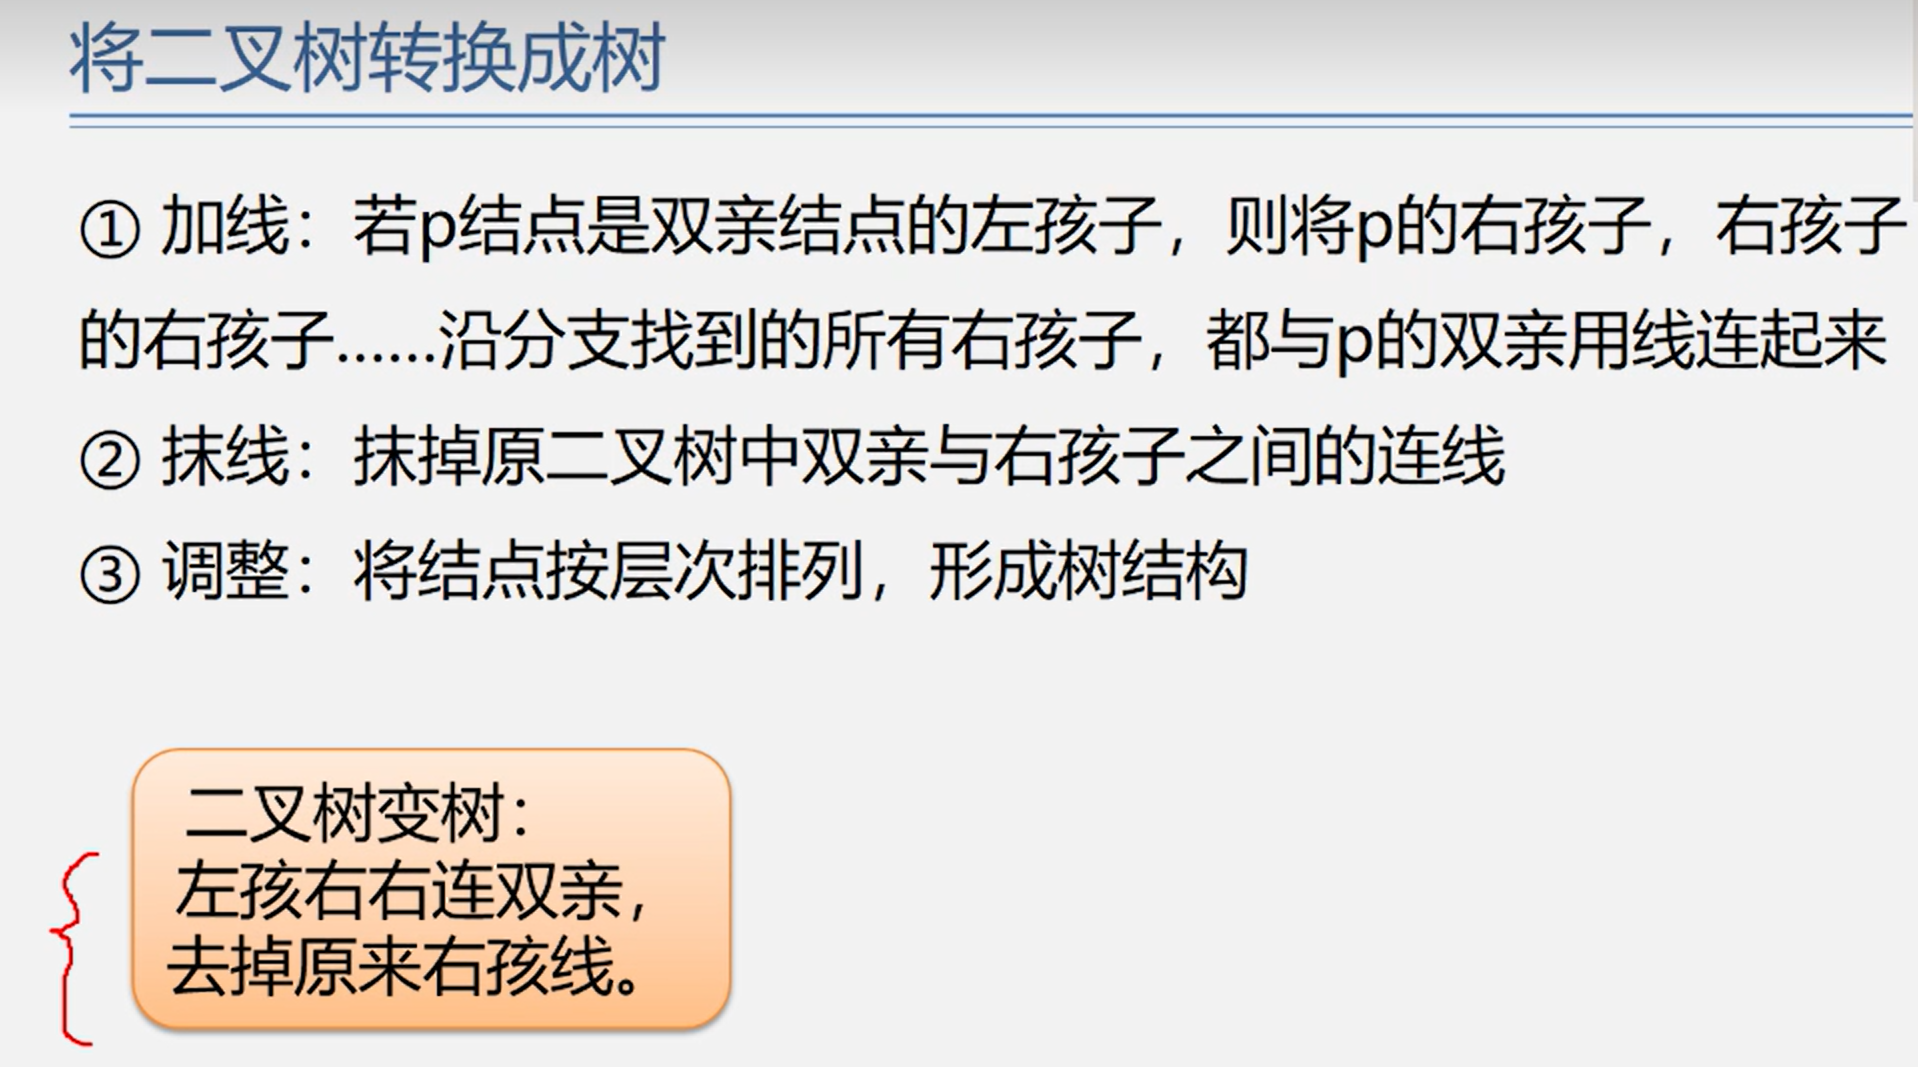 将二叉树转换成树
① 加线：若p结点是双亲结点的左孩子，则将p的右孩子，右孩子
的右孩子……沿分支找到的所有右孩子，都与p的双亲用线连起来
② 抹线：抹掉原二叉树中双亲与右孩子之间的连线
③ 调整：将结点按层次排列，形成树结构
二叉树变树：
左孩右右连双亲，
去掉原来右孩线。